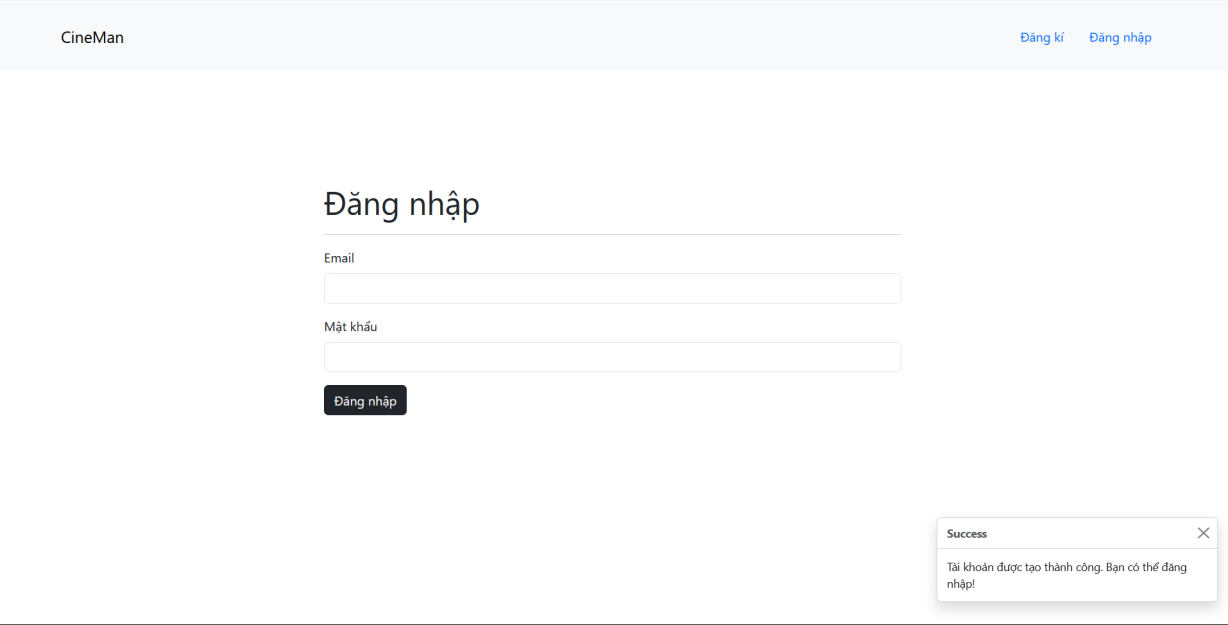 CineMan
Đăng kí
Đăng nhập
Đăng nhập
Email
Mật khẩu
Đăng nhập
Success
Tài khoản được tạo thành công. Bạn có thể đăng
nhập!